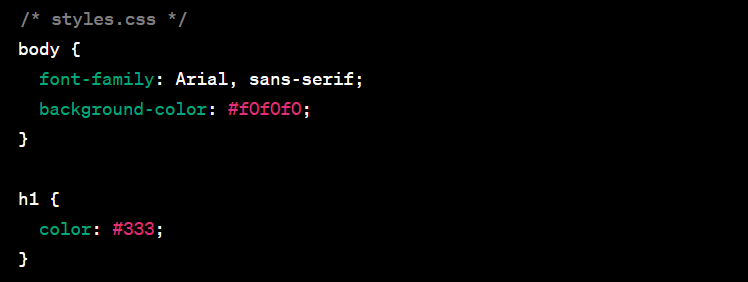 /* styles.css */
body {
  font-family: Arial, sans-serif;
  background-color: #f0f0f0;
}

h1 {
  color: #333;
}